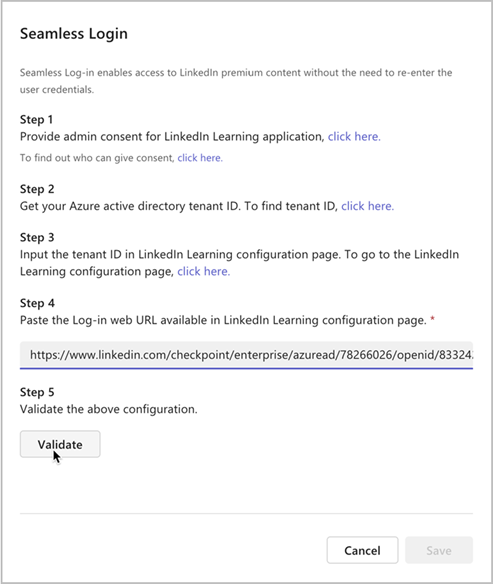 Seamless Login
Seamless Log-in enables access to LinkedIn premium content without the need to re-enter the
user credentials.
Step 1
Provide admin consent for LinkedIn Learning application, click here.
To find out who can give consent, click here.
Step 2
Get your Azure active directory tenant ID. To find tenant ID, click here.
Step 3
Input the tenant ID in LinkedIn Learning configuration page. To go to the LinkedIn
Learning configuration page, click here.
Step 4
Paste the Log-in web URL available in LinkedIn Learning configuration page. *
https://www.linkedin.com/checkpoint/enterprise/azuread/78266026/openid/83324
Step 5
Validate the above configuration.
Validate
Cancel
Save